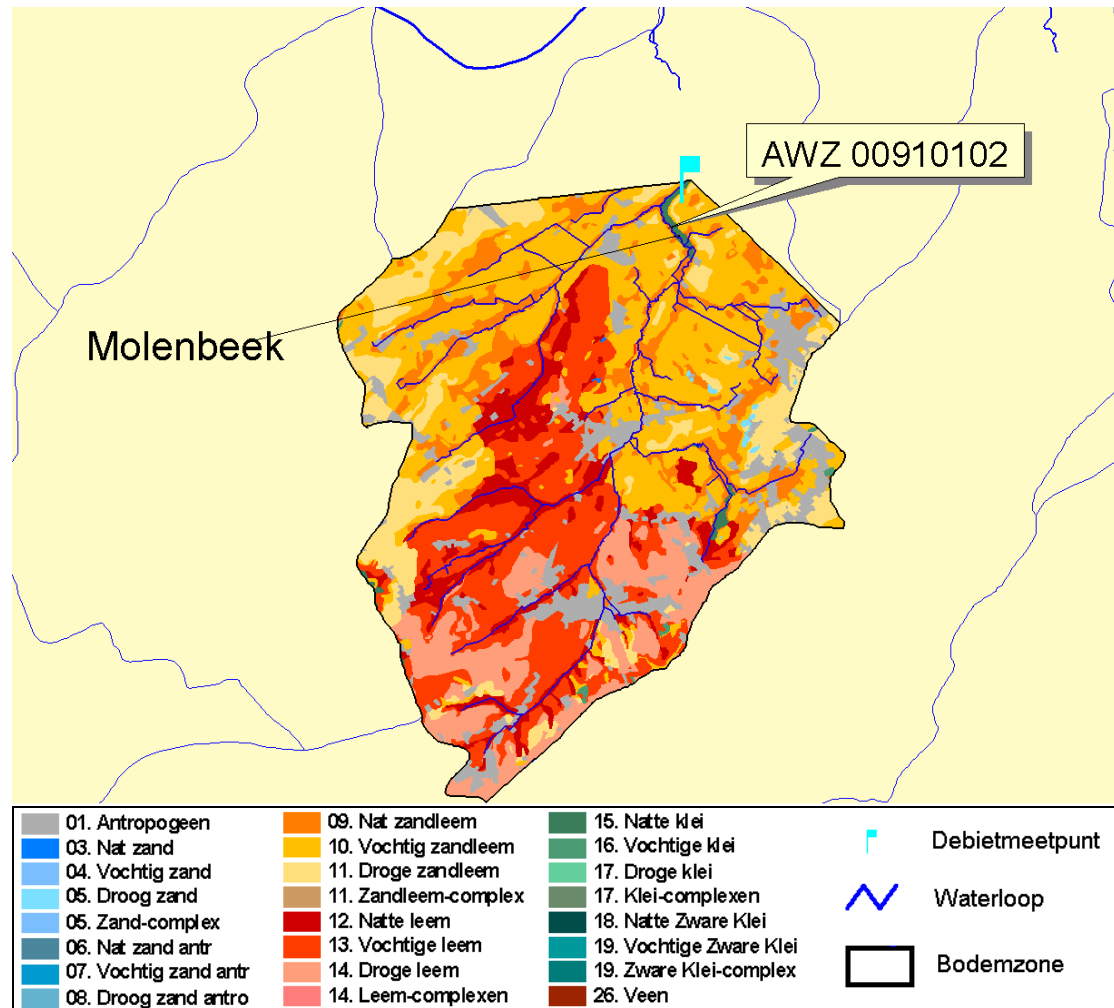 AWZ 00910102
Molenbeek
01. Antropogeen
03. Nat zand
04. Vochtig zand
05. Droog zand
05. Zand-complex
06. Nat zand antr
07. Vochtig zand antr
08. Droog zand antro
09. Nat zandleem
10. Vochtig zandleem
11. Droge zandleem
11. Zandleem-complex
12. Natte leem
13. Vochtige leem
14. Droge leem
14. Leem-complexen
15. Natte klei
16. Vochtige klei
17. Droge klei
17. Klei-complexen
18. Natte Zware Klei
19. Vochtige Zware Klei
19. Zware Klei-complex
26. Veen
Debietmeetpunt
Waterloop
Bodemzone